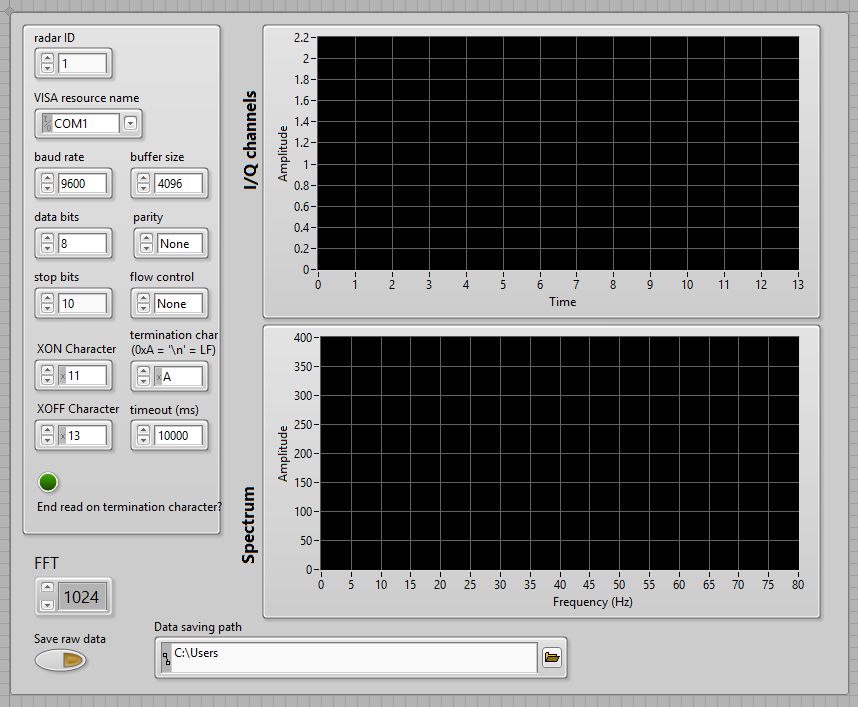 radar ID
1
VISA resource name
COM1
baud rate
buffer size
9600
4096
data bits
parity
8
None
stop bits
flow control
10
None
XON Character
termination char
(0xA = '\n' = LF)
x 11
x A
XOFF Character
timeout (ms)
x 13
10000
End read on termination character?
FFT
1024
Save raw data
I/Q channels
Amplitude
2.2
2
1.8
1.6
1.4
1.2
1
0.8
0.6
0.4
0.2
0
0 1 2 3 4 5 6 7 8 9 10 11 12 13
Time
Spectrum
Amplitude
400
350
300
250
200
150
100
50
0
0 5 10 15 20 25 30 35 40 45 50 55 60 65 70 75 80
Frequency (Hz)
Data saving path
C:\Users